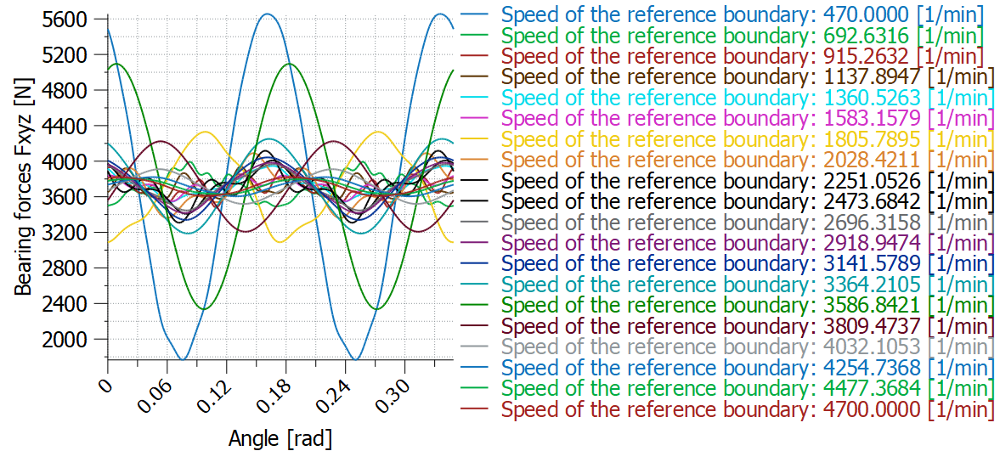 5600
5200
4800
4400
4000
3600
3200
2800
2400
2000
Bearing forces Fxyz [N]
0
0.06
0.12
0.18
0.24
0.30
Angle [rad]
Speed of the reference boundary: 470.0000 [1/min]
Speed of the reference boundary: 692.6316 [1/min]
Speed of the reference boundary: 915.2632 [1/min]
Speed of the reference boundary: 1137.8947 [1/min]
Speed of the reference boundary: 1360.5263 [1/min]
Speed of the reference boundary: 1583.1579 [1/min]
Speed of the reference boundary: 1805.7895 [1/min]
Speed of the reference boundary: 2028.4211 [1/min]
Speed of the reference boundary: 2251.0526 [1/min]
Speed of the reference boundary: 2473.6842 [1/min]
Speed of the reference boundary: 2696.3158 [1/min]
Speed of the reference boundary: 2918.9474 [1/min]
Speed of the reference boundary: 3141.5789 [1/min]
Speed of the reference boundary: 3364.2105 [1/min]
Speed of the reference boundary: 3586.8421 [1/min]
Speed of the reference boundary: 3809.4737 [1/min]
Speed of the reference boundary: 4032.1053 [1/min]
Speed of the reference boundary: 4254.7368 [1/min]
Speed of the reference boundary: 4477.3684 [1/min]
Speed of the reference boundary: 4700.0000 [1/min]